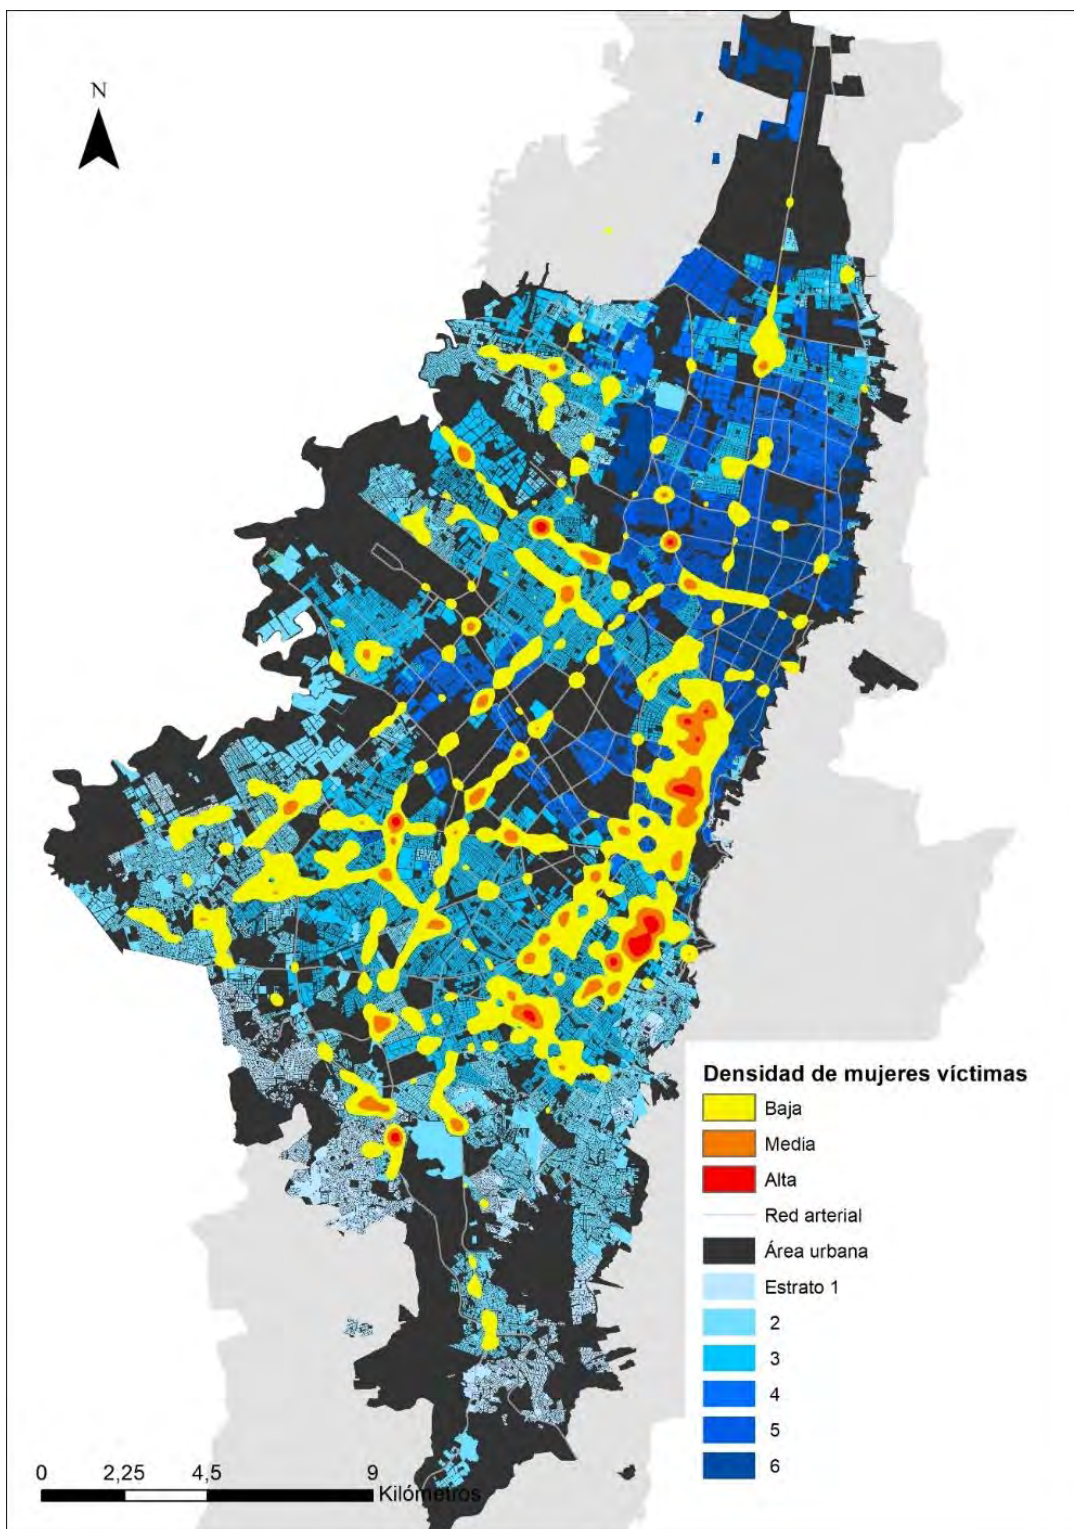 N
Densidad de mujeres víctimas
Baja
Media
Alta
Red arterial
Área urbana
Estrato 1
2
3
4
5
6
0 2,25 4,5 9
Kilómetros